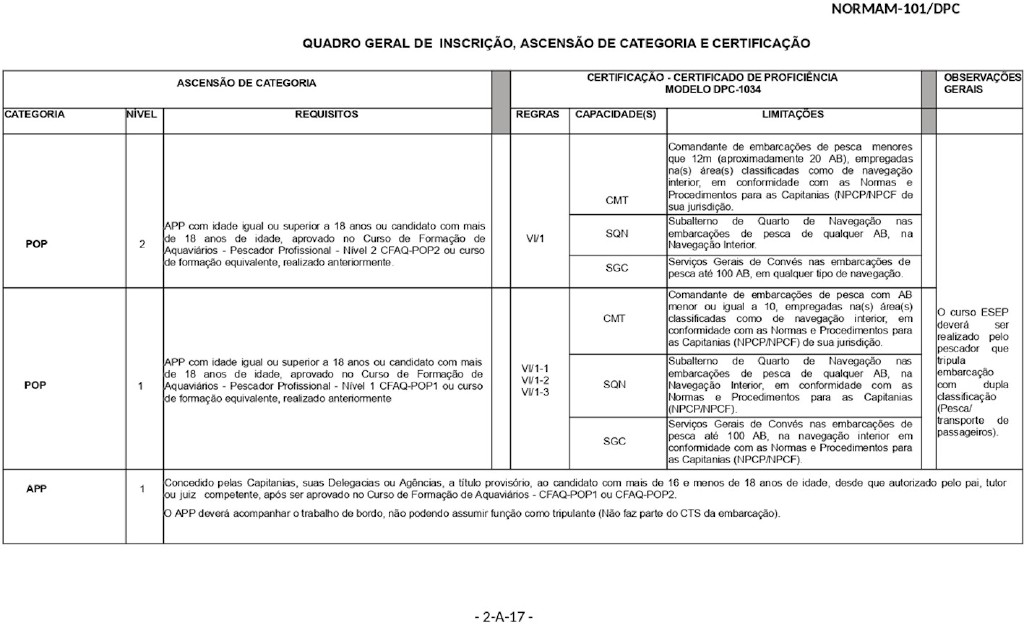 NORMAM-101/DPC
QUADRO GERAL DE INSCRIÇÃO, ASCENSÃO DE CATEGORIA E CERTIFICAÇÃO
ASCENSÃO DE CATEGORIA
CERTIFICAÇÃO - CERTIFICADO DE PROFICIÊNCIA
MODELO DPC-1034
OBSERVAÇÕES
GERAIS
CATEGORIA
NÍVEL
REQUISITOS
REGRAS
CAPACIDADE(S)
LIMITAÇÕES
POP
2
APP com idade igual ou superior a 18 anos ou candidato com mais
de 18 anos de idade, aprovado no Curso de Formação de
Aquaviários - Pescador Profissional - Nível 2 CFAQ-POP2 ou curso
de formação equivalente, realizado anteriormente.
VI/1
CMT
Comandante de embarcações de pesca menores
que 12m (aproximadamente 20 AB), empregadas
na(s) área(s) classificadas como de navegação
interior, em conformidade com as Normas e
Procedimentos para as Capitanias (NPCP/NPCF de
sua jurisdição.
SQN
Subalterno de Quarto de Navegação nas
embarcações de pesca de qualquer AB, na
Navegação Interior.
SGC
Serviços Gerais de Convés nas embarcações de
pesca até 100 AB, em qualquer tipo de navegação.
POP
1
APP com idade igual ou superior a 18 anos ou candidato com mais
de 18 anos de idade, aprovado no Curso de Formação de
Aquaviários - Pescador Profissional - Nível 1 CFAQ-POP1 ou curso
de formação equivalente, realizado anteriormente
VI/1-1
VI/1-2
VI/1-3
CMT
Comandante de embarcações de pesca com AB
menor ou igual a 10, empregadas na(s) área(s)
classificadas como de navegação interior, em
conformidade com as Normas e Procedimentos para
as Capitanias (NPCP/NPCF) de sua jurisdição.
SQN
Subalterno de Quarto de Navegação nas
embarcações de pesca de qualquer AB, na
Navegação Interior, em conformidade com as
Normas e Procedimentos para as Capitanias
(NPCP/NPCF).
SGC
Serviços Gerais de Convés nas embarcações de
pesca até 100 AB, na navegação interior em
conformidade com as Normas e Procedimentos para
as Capitanias (NPCP/NPCF).
O curso ESEP
deverá ser
realizado pelo
pescador que
tripula
embarcação
com dupla
classificação
(Pesca/
transporte de
passageiros).
APP
1
Concedido pelas Capitanias, suas Delegacias ou Agências, a título provisório, ao candidato com mais de 16 e menos de 18 anos de idade, desde que autorizado pelo pai, tutor
ou juiz competente, após ser aprovado no Curso de Formação de Aquaviários - CFAQ-POP1 ou CFAQ-POP2.
O APP deverá acompanhar o trabalho de bordo, não podendo assumir função como tripulante (Não faz parte do CTS da embarcação).
- 2-A-17 -